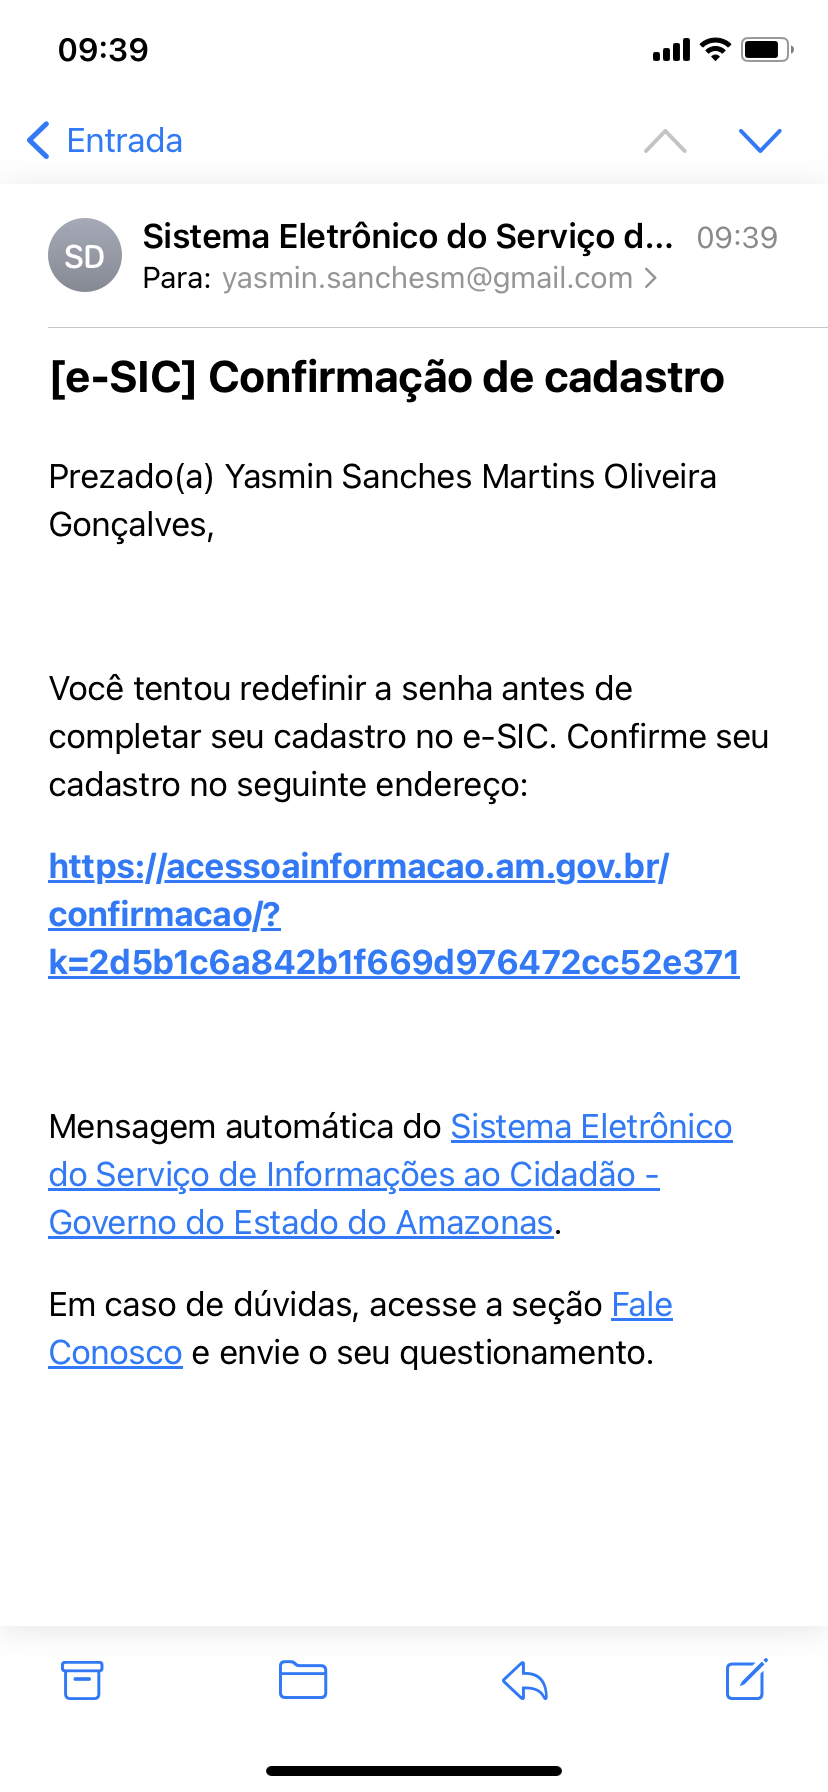 09:39
Entrada
SD
Sistema Eletrônico do Serviço d... 09:39
Para: yasmin.sanchesm@gmail.com
[e-SIC] Confirmação de cadastro
Prezado(a) Yasmin Sanches Martins Oliveira
Gonçalves,
Você tentou redefinir a senha antes de
completar seu cadastro no e-SIC. Confirme seu
cadastro no seguinte endereço:
https://acessoainformacao.am.gov.br/
confirmacao/?
k=2d5b1c6a842b1f669d976472cc52e371
Mensagem automática do Sistema Eletrônico
do Serviço de Informações ao Cidadão -
Governo do Estado do Amazonas.
Em caso de dúvidas, acesse a seção Fale
Conosco e envie o seu questionamento.